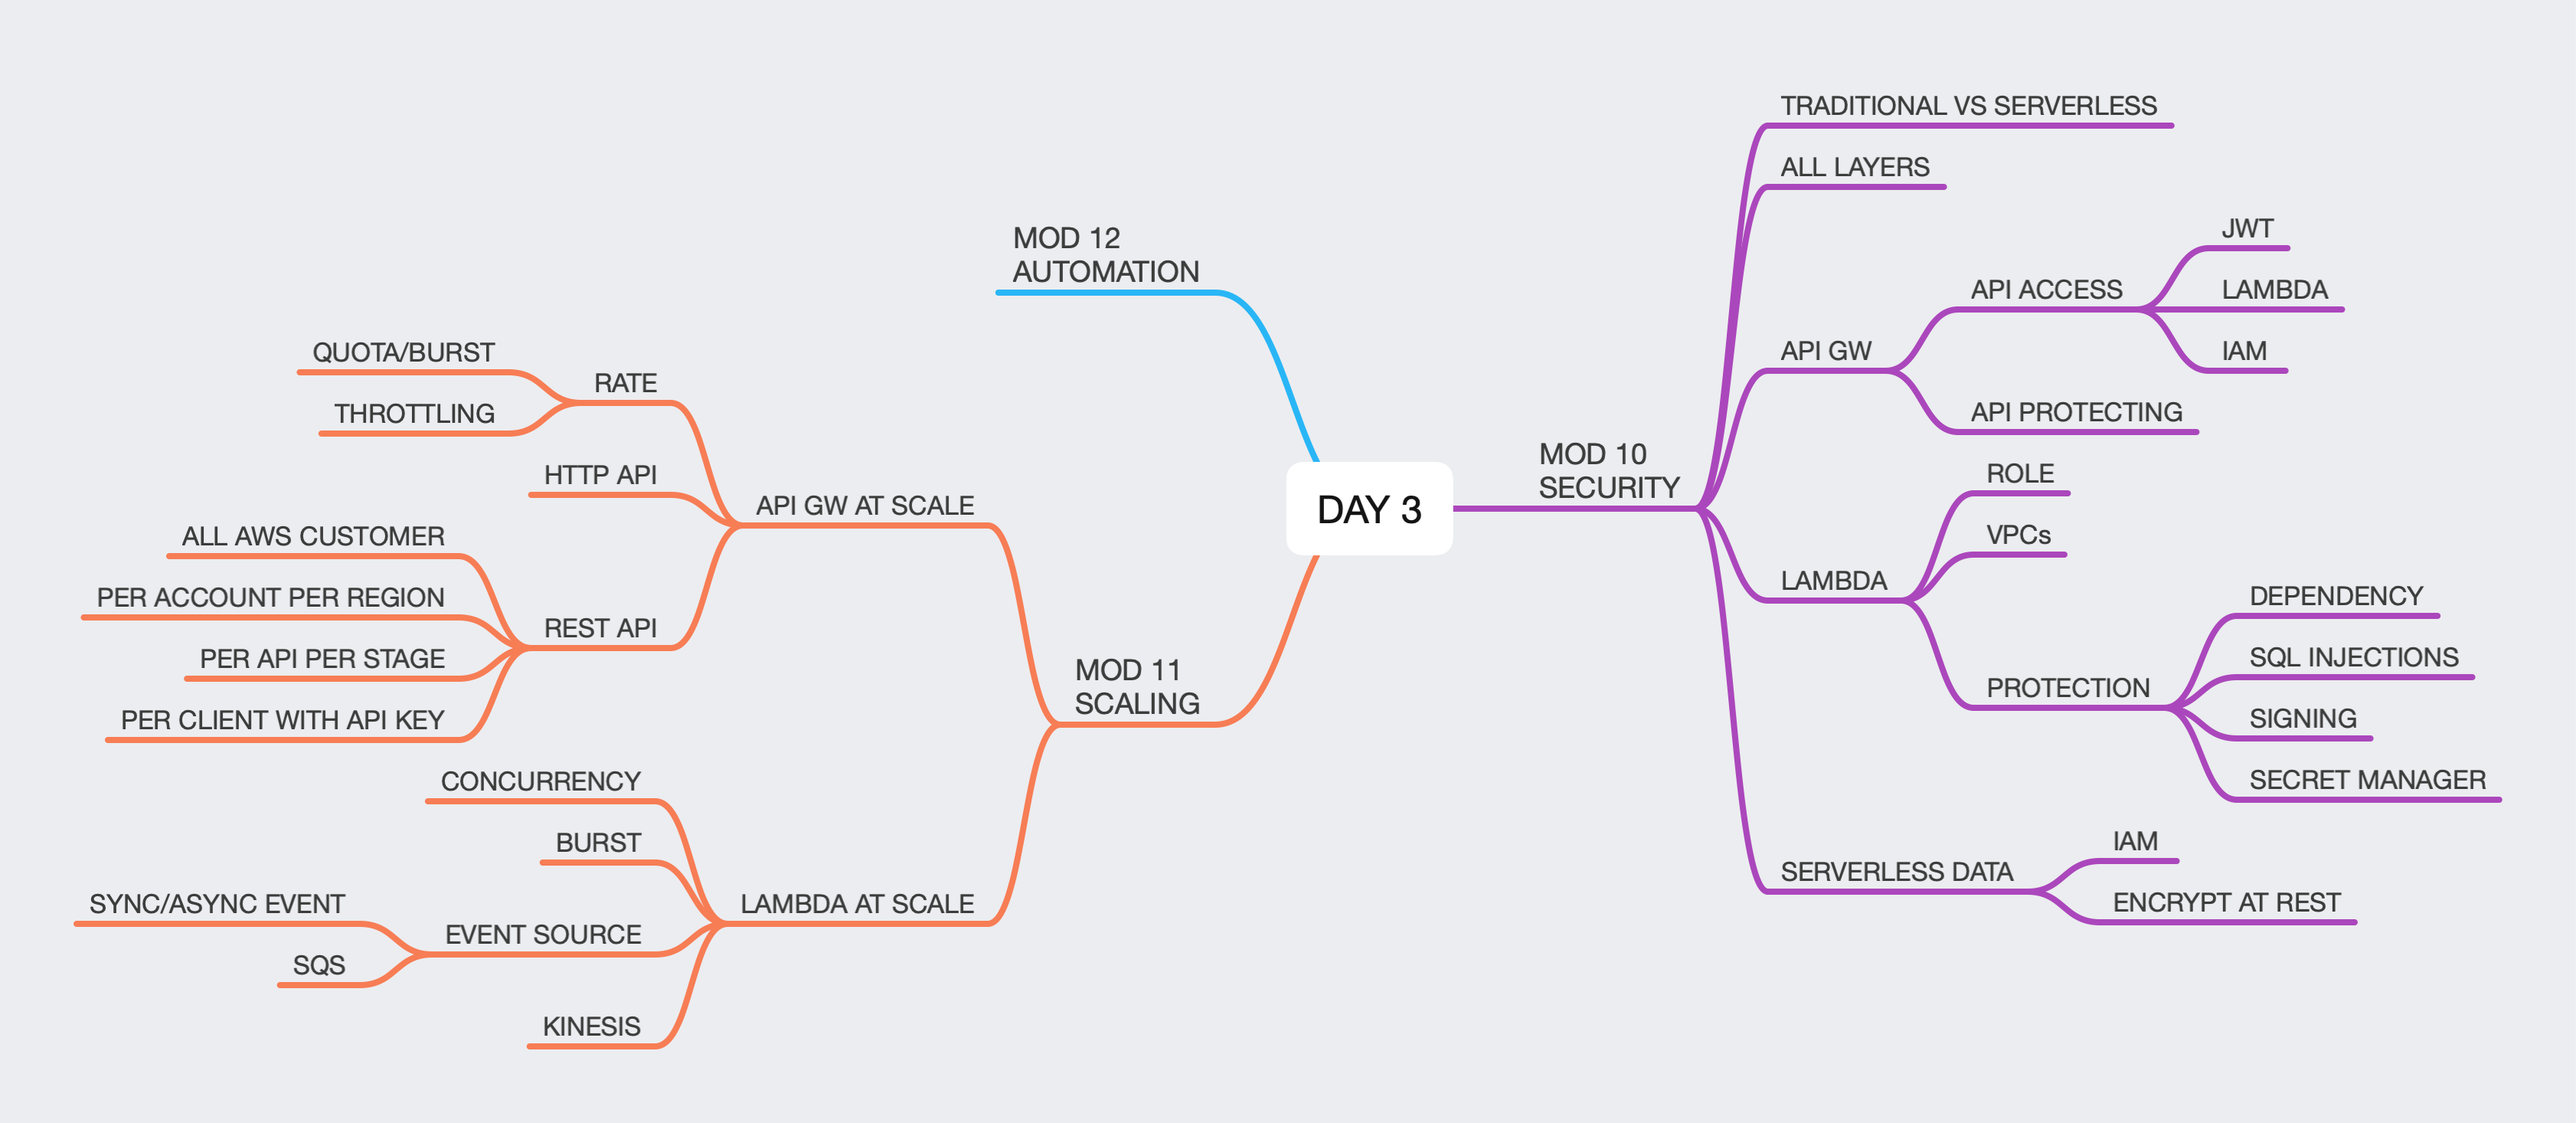 DAY 3
MOD 10
SECURITY
TRADITIONAL VS SERVERLESS
ALL LAYERS
API GW
API ACCESS
JWT
LAMBDA
IAM
API PROTECTING
LAMBDA
ROLE
VPCs
PROTECTION
DEPENDENCY
SQL INJECTIONS
SIGNING
SECRET MANAGER
SERVERLESS DATA
IAM
ENCRYPT AT REST
MOD 11
SCALING
API GW AT SCALE
RATE
QUOTA/BURST
THROTTLING
HTTP API
REST API
ALL AWS CUSTOMER
PER ACCOUNT PER REGION
PER API PER STAGE
PER CLIENT WITH API KEY
LAMBDA AT SCALE
CONCURRENCY
BURST
EVENT SOURCE
SYNC/ASYNC EVENT
SQS
KINESIS
MOD 12
AUTOMATION